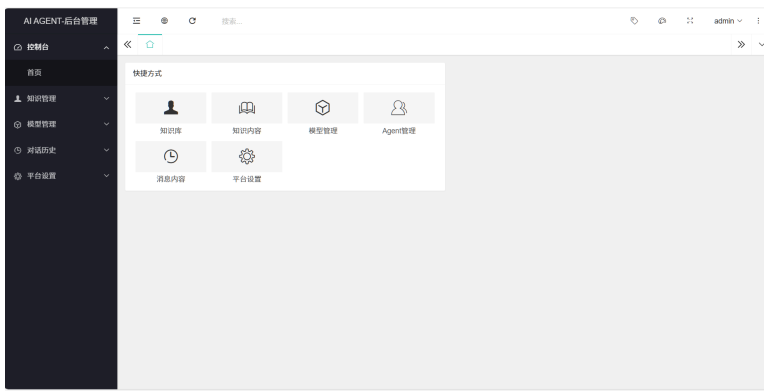 AI AGENT-后台管理
搜索...
admin
控制台
首页
知识管理
模型管理
对话历史
平台设置
快捷方式
知识库
知识内容
模型管理
Agent管理
消息内容
平台设置